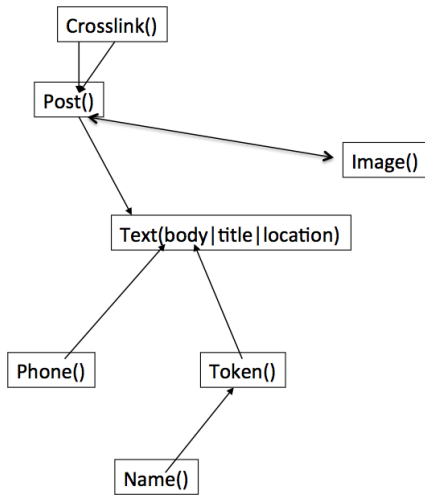 Crosslink()
Post()
Image()
Text(body|title|location)
Phone()
Token()
Name()